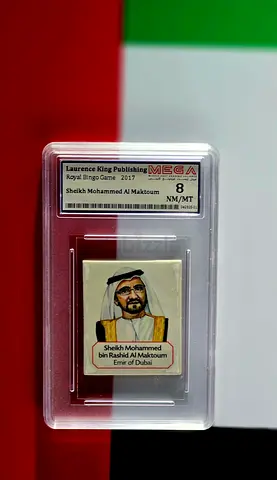 Laurence King Publishing
Royal Bingo Game 2017
Sheikh Mohammed Al Maktoum
MEGA
8
NM/MT
Sheikh Mohammed
bin Rashid Al Maktoum
Emir of Dubai